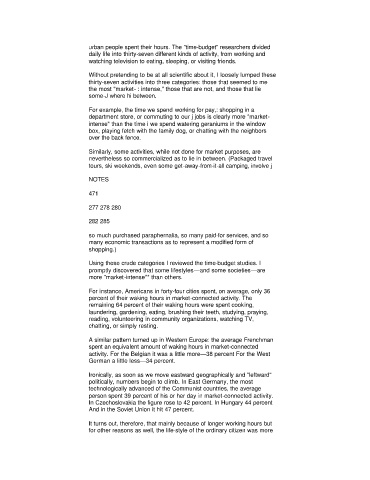 urban people spent their hours. The "time-budget" researchers divided
daily life into thirty-seven different kinds of activity, from working and
watching television to eating, sleeping, or visiting friends.
Without pretending to be at all scientific about it, I loosely lumped these
thirty-seven activities into three categories: those that seemed to me
the most "market- : intense," those that are not, and those that lie
some J where hi between.
For example, the time we spend working for pay,: shopping in a
department store, or commuting to our j jobs is clearly more "market-
intense" than the time i we spend watering geraniums in the window
box, playing fetch with the family dog, or chatting with the neighbors
over the back fence.
Similarly, some activities, while not done for market purposes, are
nevertheless so commercialized as to lie in between. (Packaged travel
tours, ski weekends, even some get-away-from-it-all camping, involve j
NOTES
471
277 278 280
282 285
so much purchased paraphernalia, so many paid-for services, and so
many economic transactions as to represent a modified form of
shopping.)
Using these crude categories I reviewed the time-budget studies. I
promptly discovered that some lifestyles—and some societies—are
more "market-intense"' than others.
For instance, Americans in forty-four cities spent, on average, only 36
percent of their waking hours in market-connected activity. The
remaining 64 percent of their waking hours were spent cooking,
laundering, gardening, eating, brushing their teeth, studying, praying,
reading, volunteering in community organizations, watching TV,
chatting, or simply resting.
A similar pattern turned up in Western Europe: the average Frenchman
spent an equivalent amount of waking hours in market-connected
activity. For the Belgian it was a little more—38 percent For the West
German a little less—34 percent.
Ironically, as soon as we move eastward geographically and "leftward"
politically, numbers begin to climb. In East Germany, the most
technologically advanced of the Communist countries, the average
person spent 39 percent of his or her day in market-connected activity.
In Czechoslovakia the figure rose to 42 percent. In Hungary 44 percent
And in the Soviet Union it hit 47 percent.
It turns out, therefore, that mainly because of longer working hours but
for other reasons as well, the life-style of the ordinary citizen was more